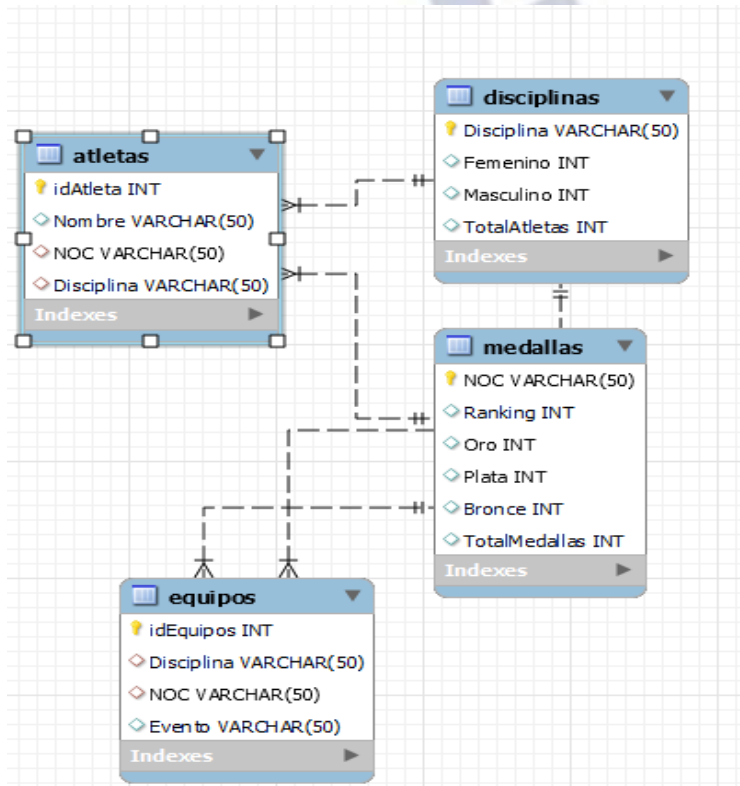 atletas
idAtleta INT
Nombre VARCHAR(50)
NOC VARCHAR(50)
Disciplina VARCHAR(50)
Indexes
disciplinas
Disciplina VARCHAR(50)
Femenino INT
Masculino INT
TotalAtletas INT
Indexes
medallas
NOC VARCHAR(50)
Ranking INT
Oro INT
Plata INT
Bronce INT
TotalMedallas INT
Indexes
equipos
idEquipos INT
Disciplina VARCHAR(50)
NOC VARCHAR(50)
Evento VARCHAR(50)
Indexes